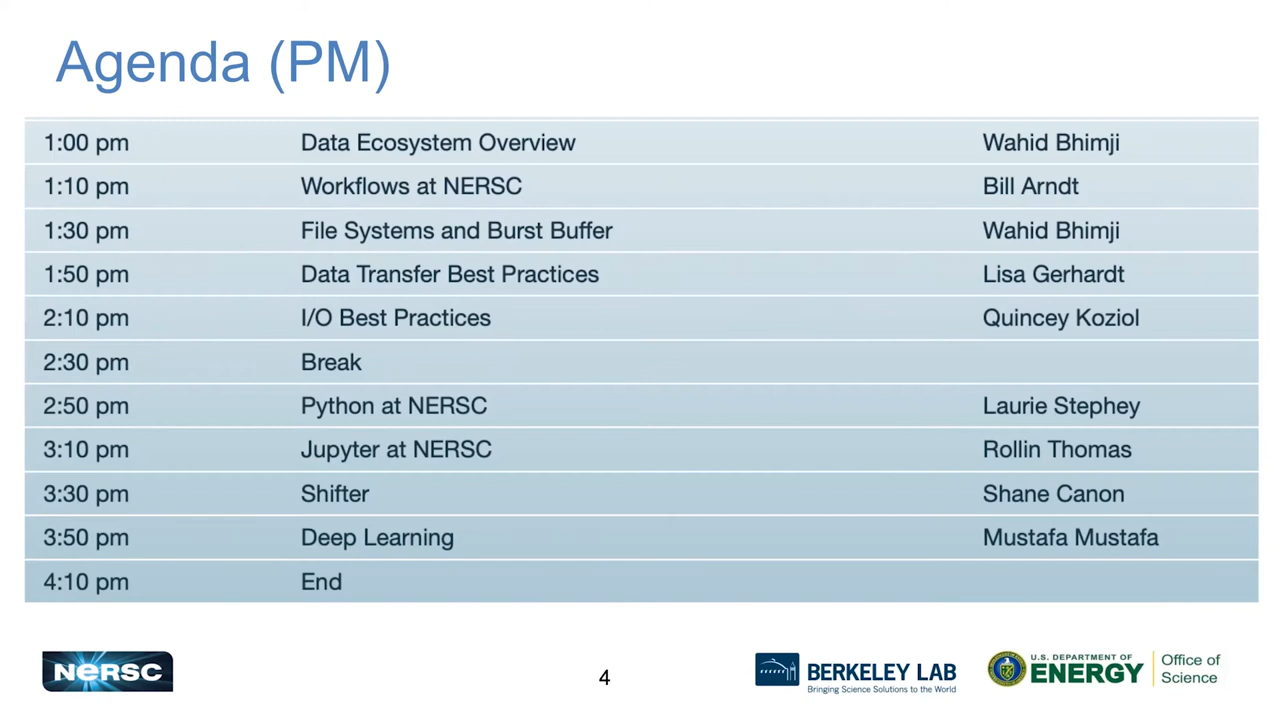 Agenda (PM)
1:00 pm Data Ecosystem Overview Wahid Bhimji
1:10 pm Workflows at NERSC Bill Arndt
1:30 pm File Systems and Burst Buffer Wahid Bhimji
1:50 pm Data Transfer Best Practices Lisa Gerhardt
2:10 pm I/O Best Practices Quincey Koziol
2:30 pm Break
2:50 pm Python at NERSC Laurie Stephey
3:10 pm Jupyter at NERSC Rollin Thomas
3:30 pm Shifter Shane Canon
3:50 pm Deep Learning Mustafa Mustafa
4:10 pm End
NERSC
4
BERKELEY LAB
Bringing Science Solutions to the World
U.S. DEPARTMENT OF
ENERGY
Office of
Science